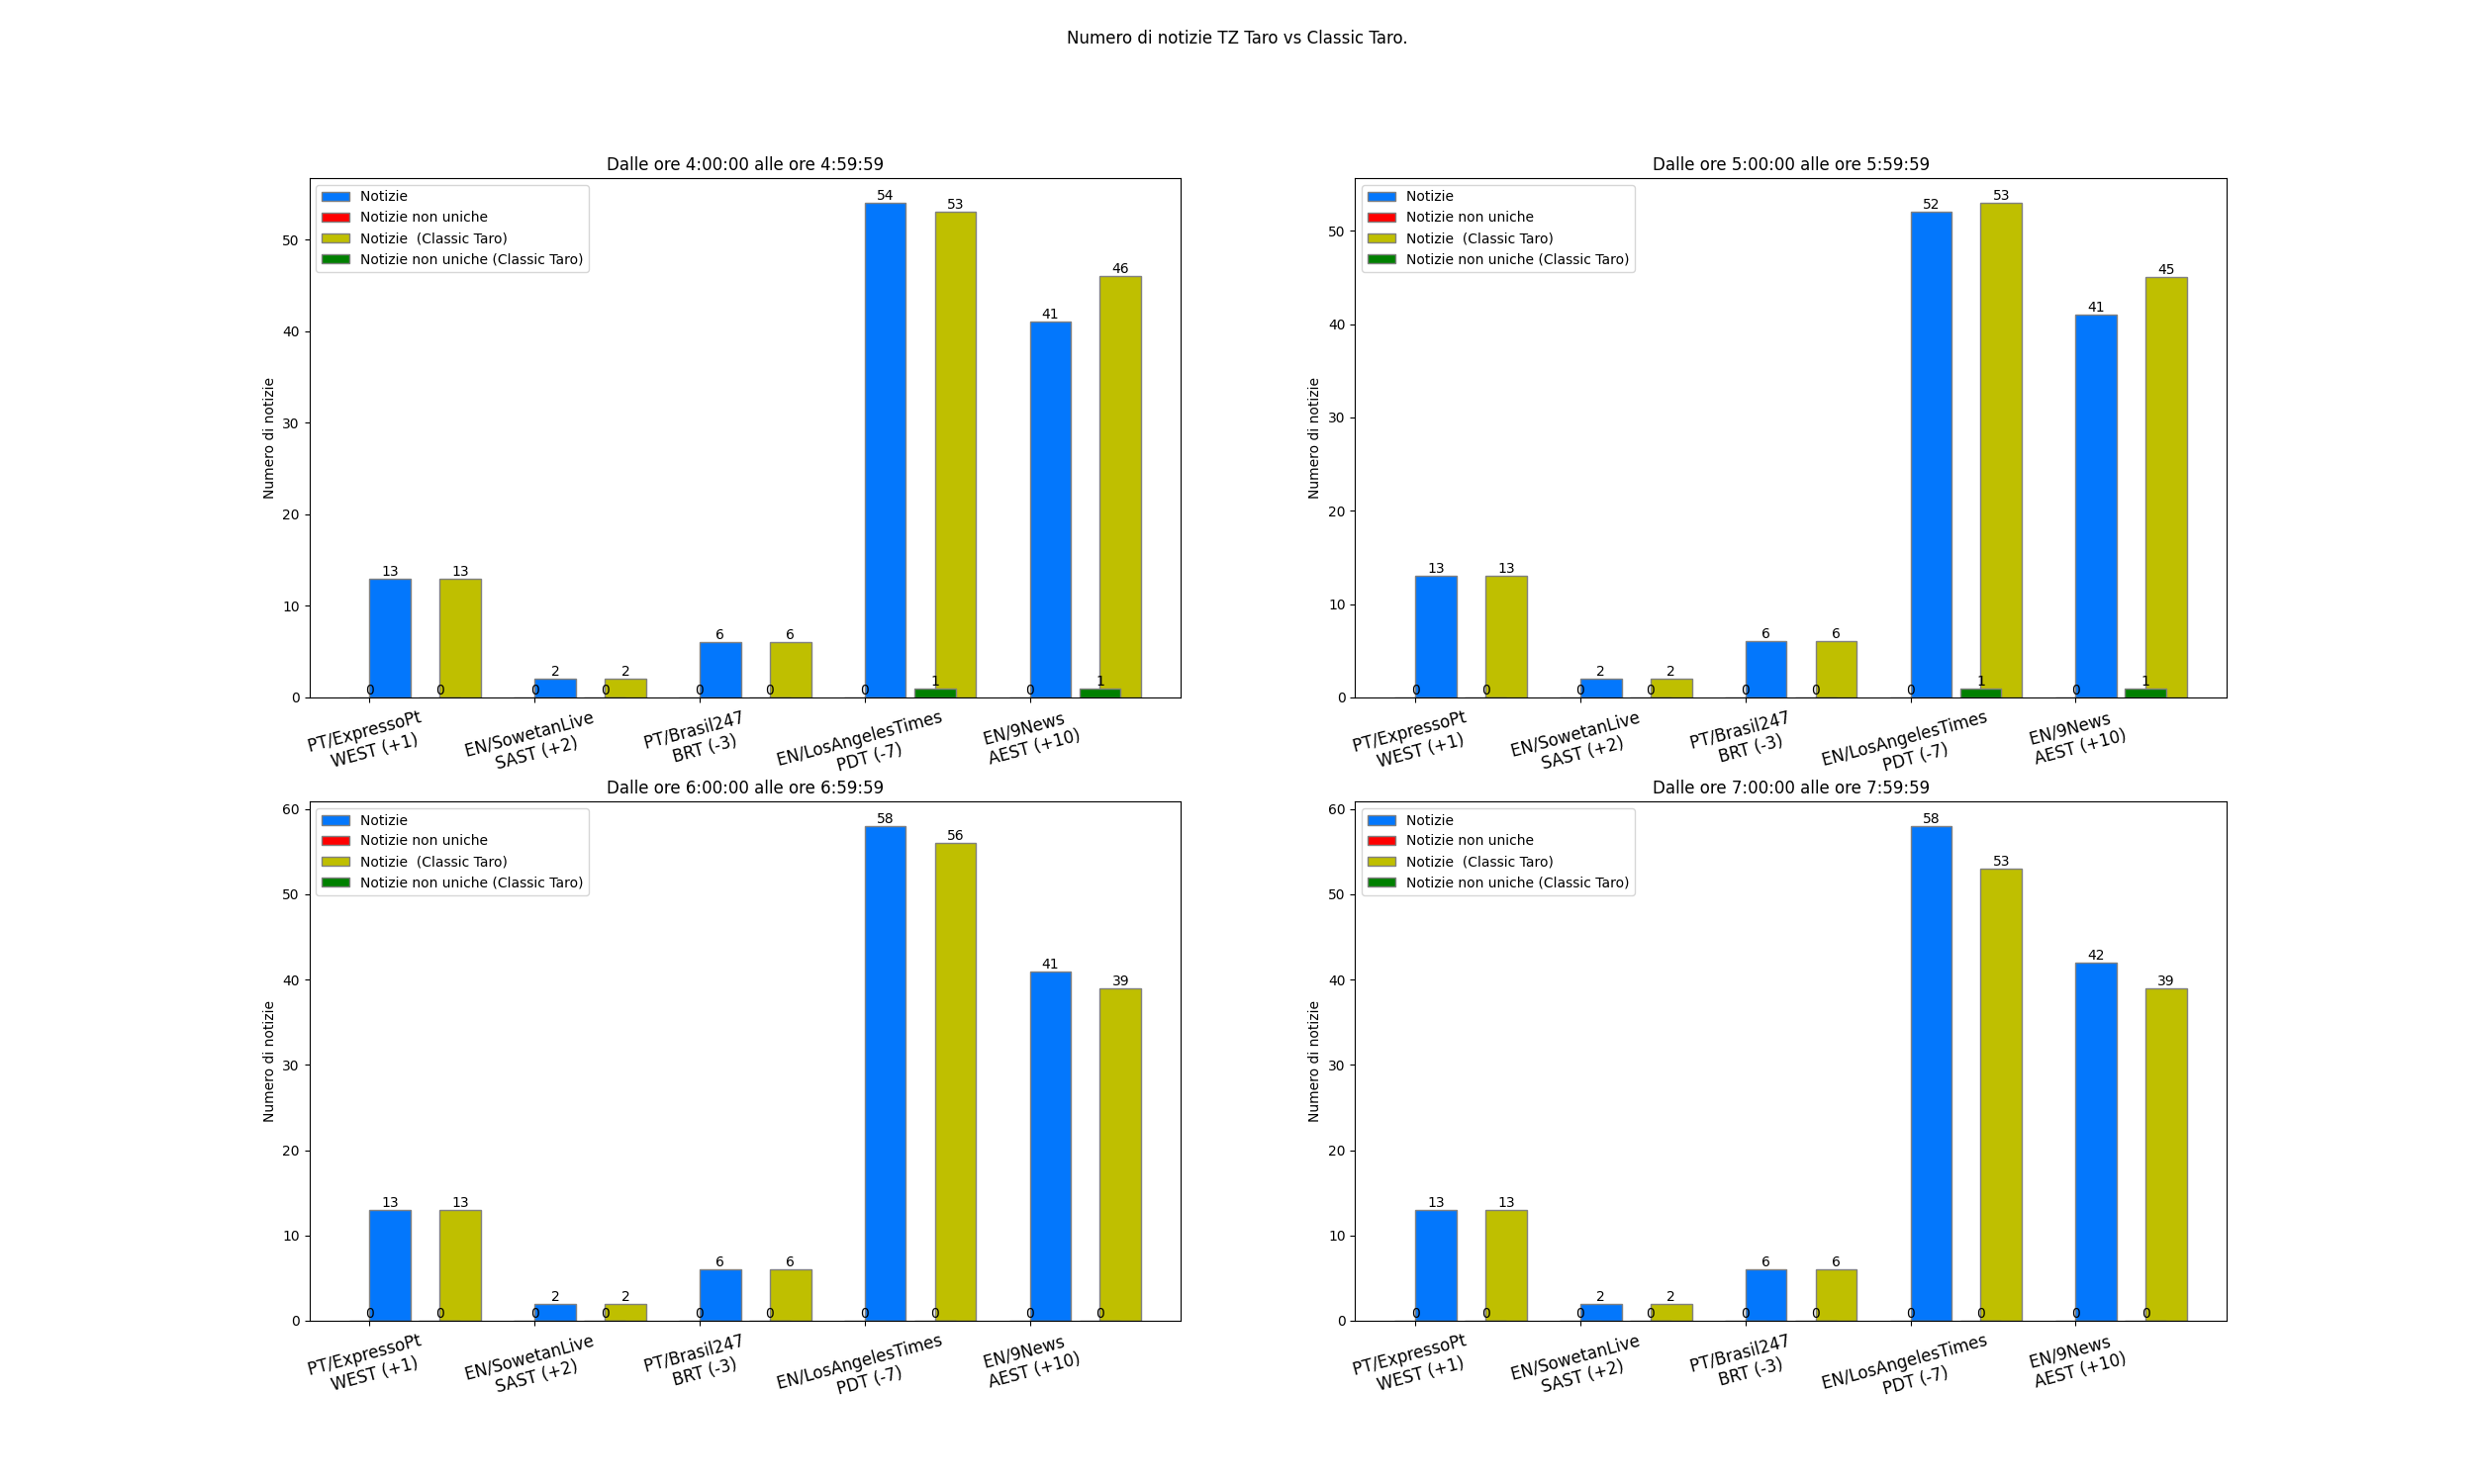 Numero di notizie TZ Taro vs Classic Taro.
Dalle ore 4:00:00 alle ore 4:59:59
Notizie
Notizie non uniche
Notizie  (Classic Taro)
Notizie non uniche (Classic Taro)
Numero di notizie
50
40
30
20
10
0
54
53
46
41
13
13
2
2
6
6
0
0
0
0
0
0
0
1
0
1
PT/ExpressoPt
WEST (+1)
EN/SowetanLive
SAST (+2)
PT/Brasil247
BRT (-3)
EN/LosAngelesTimes
PDT (-7)
EN/9News
AEST (+10)
Dalle ore 5:00:00 alle ore 5:59:59
Notizie
Notizie non uniche
Notizie  (Classic Taro)
Notizie non uniche (Classic Taro)
Numero di notizie
50
40
30
20
10
0
52
53
45
41
13
13
2
2
6
6
0
0
0
0
0
0
0
1
0
1
PT/ExpressoPt
WEST (+1)
EN/SowetanLive
SAST (+2)
PT/Brasil247
BRT (-3)
EN/LosAngelesTimes
PDT (-7)
EN/9News
AEST (+10)
Dalle ore 6:00:00 alle ore 6:59:59
Notizie
Notizie non uniche
Notizie  (Classic Taro)
Notizie non uniche (Classic Taro)
Numero di notizie
60
50
40
30
20
10
0
58
56
41
39
13
13
2
2
6
6
0
0
0
0
0
0
0
0
0
0
PT/ExpressoPt
WEST (+1)
EN/SowetanLive
SAST (+2)
PT/Brasil247
BRT (-3)
EN/LosAngelesTimes
PDT (-7)
EN/9News
AEST (+10)
Dalle ore 7:00:00 alle ore 7:59:59
Notizie
Notizie non uniche
Notizie  (Classic Taro)
Notizie non uniche (Classic Taro)
Numero di notizie
60
50
40
30
20
10
0
58
53
42
39
13
13
2
2
6
6
0
0
0
0
0
0
0
0
0
0
PT/ExpressoPt
WEST (+1)
EN/SowetanLive
SAST (+2)
PT/Brasil247
BRT (-3)
EN/LosAngelesTimes
PDT (-7)
EN/9News
AEST (+10)